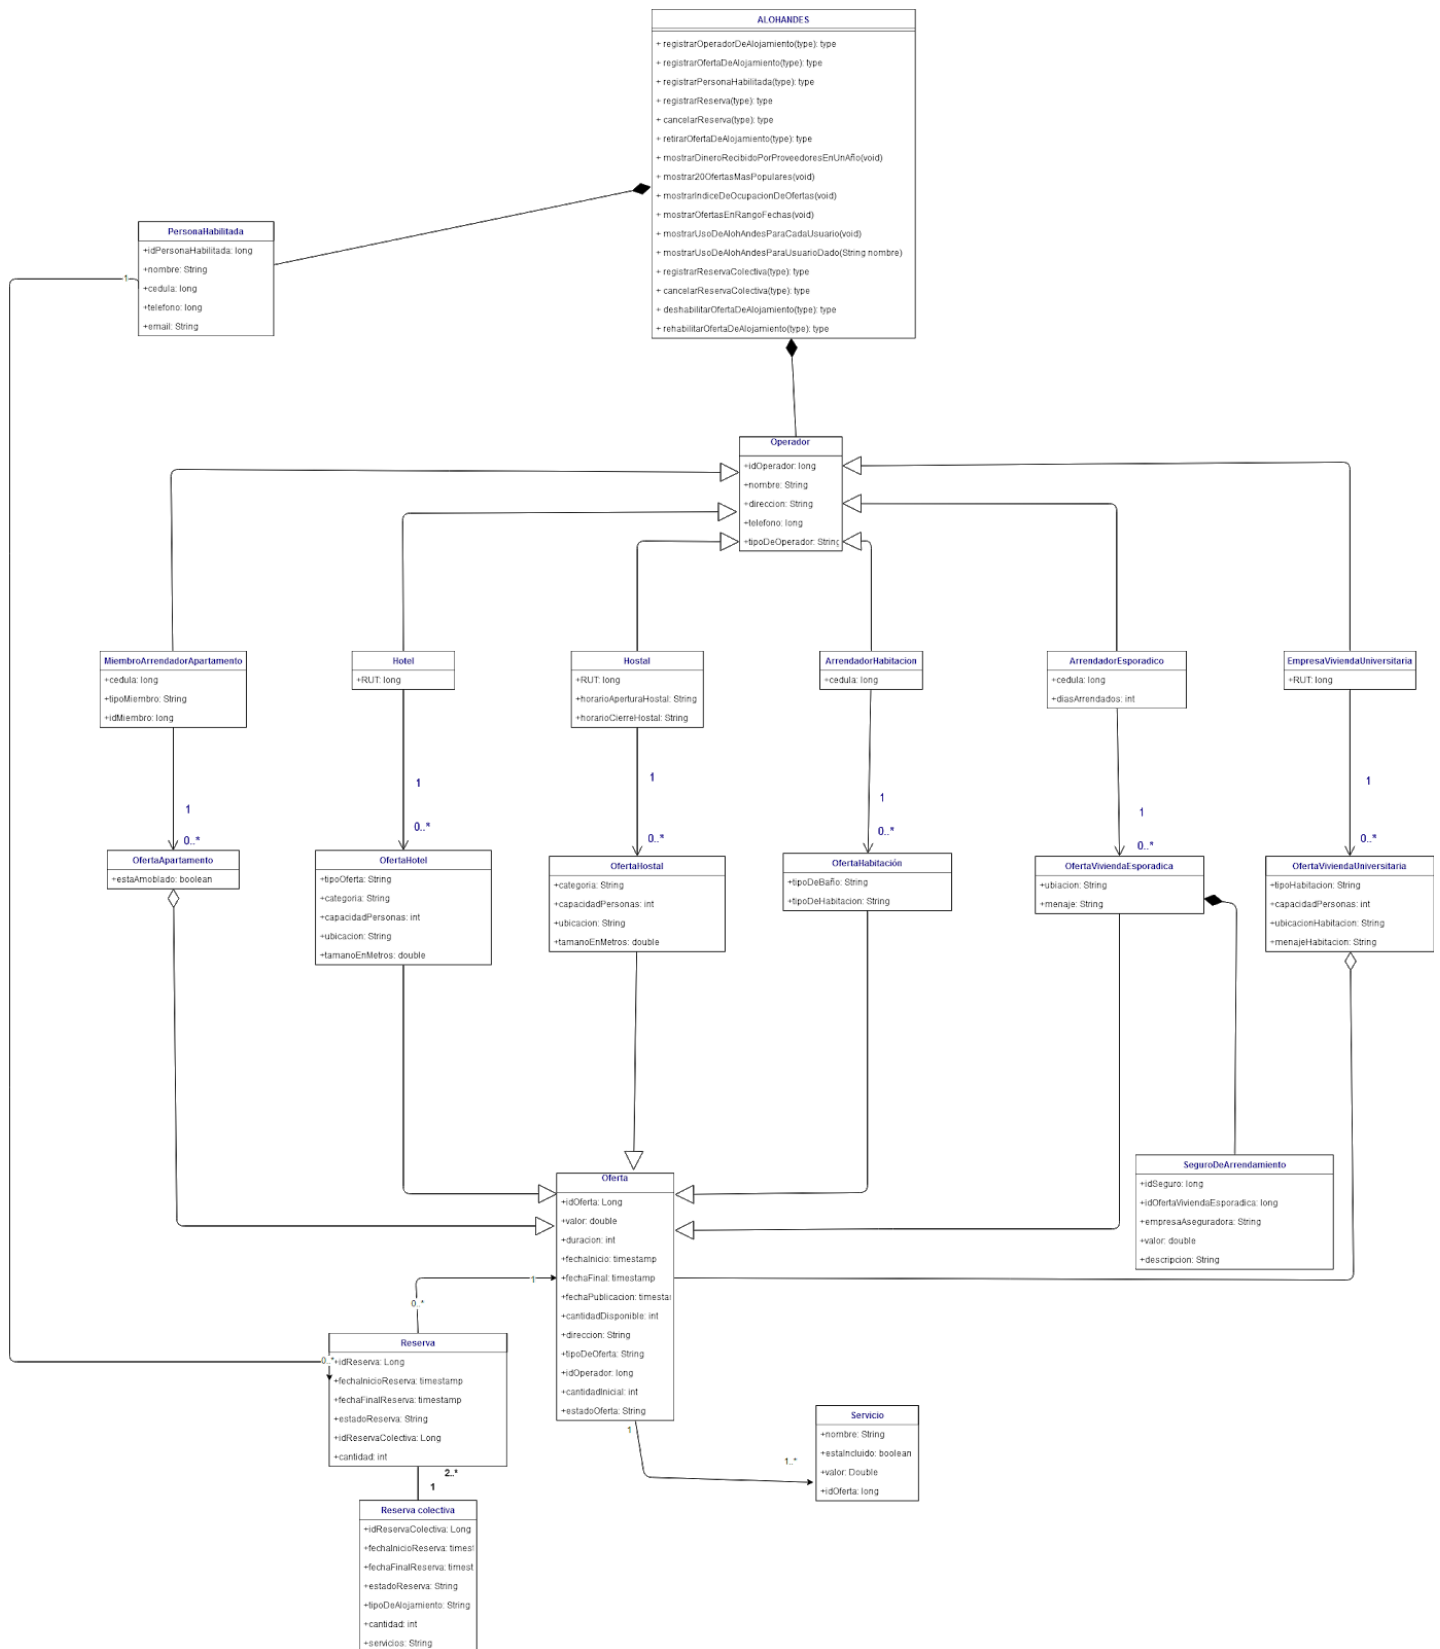 ALOHANDES
+ registrarOperadorDeAlojamiento(type): type
+ registrarOfertaDeAlojamiento(type): type
+ registrarPersonaHabilitada(type): type
+ registrarReserva(type): type
+ cancelarReserva(type): type
+ retirarOfertaDeAlojamiento(type): type
+ mostrarDineroRecibidoPorProveedoresEnUnAño(void)
+ mostrar20OfertasMasPopulares(void)
+ mostrarIndiceDeOcupacionDeOfertas(void)
+ mostrarOfertasEnRangoFechas(void)
+ mostrarUsoDeAlohAndesParaCadaUsuario(void)
+ mostrarUsoDeAlohAndesParaUsuarioDado(String nombre)
+ registrarReservaColectiva(type): type
+ cancelarReservaColectiva(type): type
+ deshabilitarOfertaDeAlojamiento(type): type
+ rehabilitarOfertaDeAlojamiento(type): type
PersonaHabilitada
+idPersonaHabilitada: long
+nombre: String
+cedula: long
+telefono: long
+email: String
1
Operador
+idOperador: long
+nombre: String
+direccion: String
+telefono: long
+tipoDeOperador: String
MiembroArrendadorApartamento
+cedula: long
+tipoMiembro: String
+idMiembro: long
Hotel
+RUT: long
Hostal
+RUT: long
+horarioAperturaHostal: String
+horarioCierreHostal: String
ArrendadorHabitacion
+cedula: long
ArrendadorEsporadico
+cedula: long
+diasArrendados: int
EmpresaViviendaUniversitaria
+RUT: long
1
0..*
1
0..*
1
0..*
1
0..*
1
0..*
1
0..*
OfertaApartamento
+estaAmoblado: boolean
OfertaHotel
+tipoOferta: String
+categoria: String
+capacidadPersonas: int
+ubicacion: String
+tamanoEnMetros: double
OfertaHostal
+categoria: String
+capacidadPersonas: int
+ubicacion: String
+tamanoEnMetros: double
OfertaHabitación
+tipoDeBaño: String
+tipoDeHabitacion: String
OfertaViviendaEsporadica
+ubiacion: String
+menaje: String
OfertaViviendaUniversitaria
+tipoHabitacion: String
+capacidadPersonas: int
+ubicacionHabitacion: String
+menajeHabitacion: String
SeguroDeArrendamiento
+idSeguro: long
+idOfertaViviendaEsporadica: long
+empresaAseguradora: String
+valor: double
+descripcion: String
Oferta
+idOferta: Long
+valor: double
+duracion: int
+fechaInicio: timestamp
+fechaFinal: timestamp
+fechaPublicacion: timestai
+cantidadDisponible: int
+direccion: String
+tipoDeOferta: String
+idOperador: long
+cantidadInicial: int
+estadoOferta: String
1
0..*
Reserva
0..*
+idReserva: Long
+fechaInicioReserva: timestamp
+fechaFinalReserva: timestamp
+estadoReserva: String
+idReservaColectiva: Long
+cantidad: int
2..*
1
Reserva colectiva
+idReservaColectiva: Long
+fechaInicioReserva: timest
+fechaFinalReserva: timest
+estadoReserva: String
+tipoDeAlojamiento: String
+cantidad: int
+servicios: String
1
1..*
Servicio
+nombre: String
+estaIncluido: boolean
+valor: Double
+idOferta: long